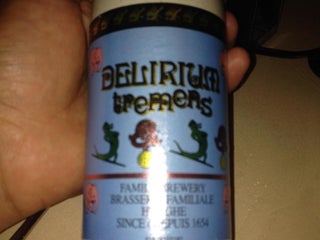 DELIRIUM
tremens
FAMILY BREWERY
BRASSERIE FAMILIALE
HUYGHE
SINCE DEPUIS 1654